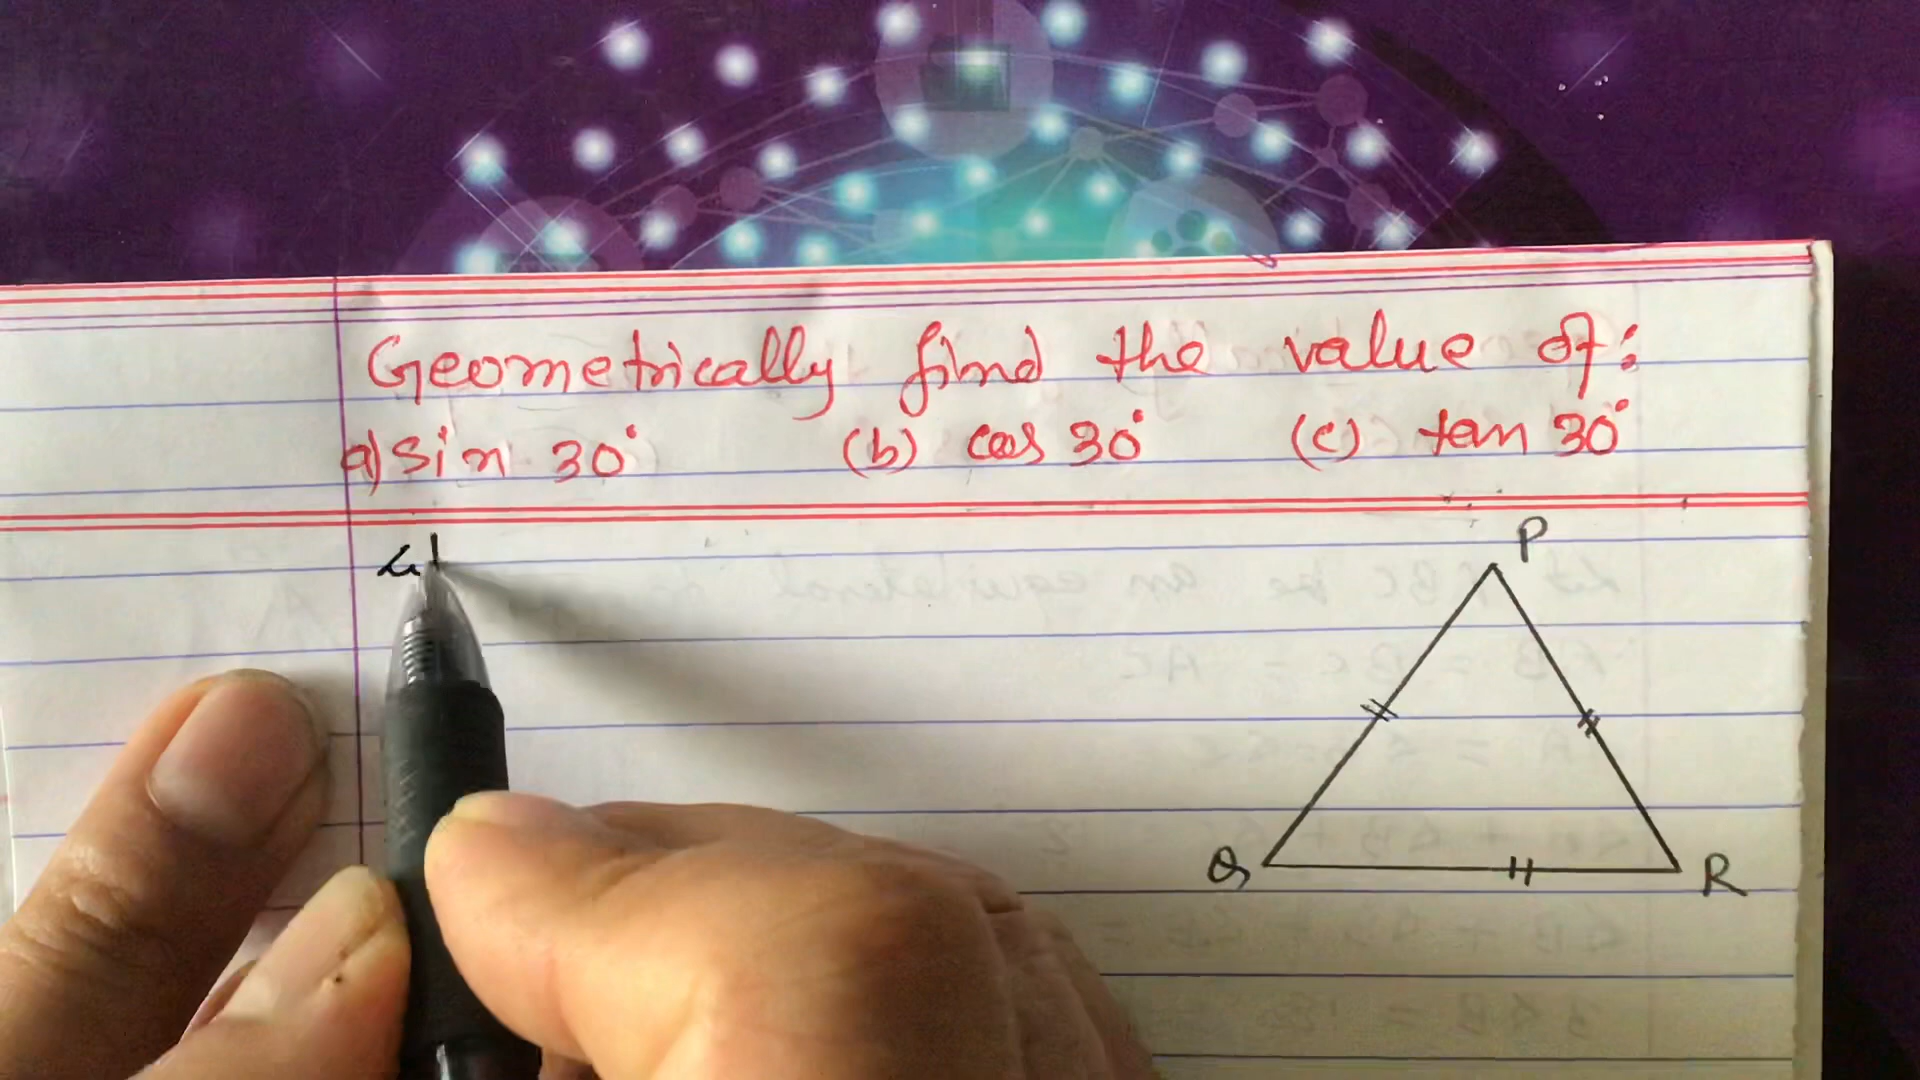 Geometrically find the value of:
a) sin 30° (b) cos 30° (c) tan 30°
P
Q
R